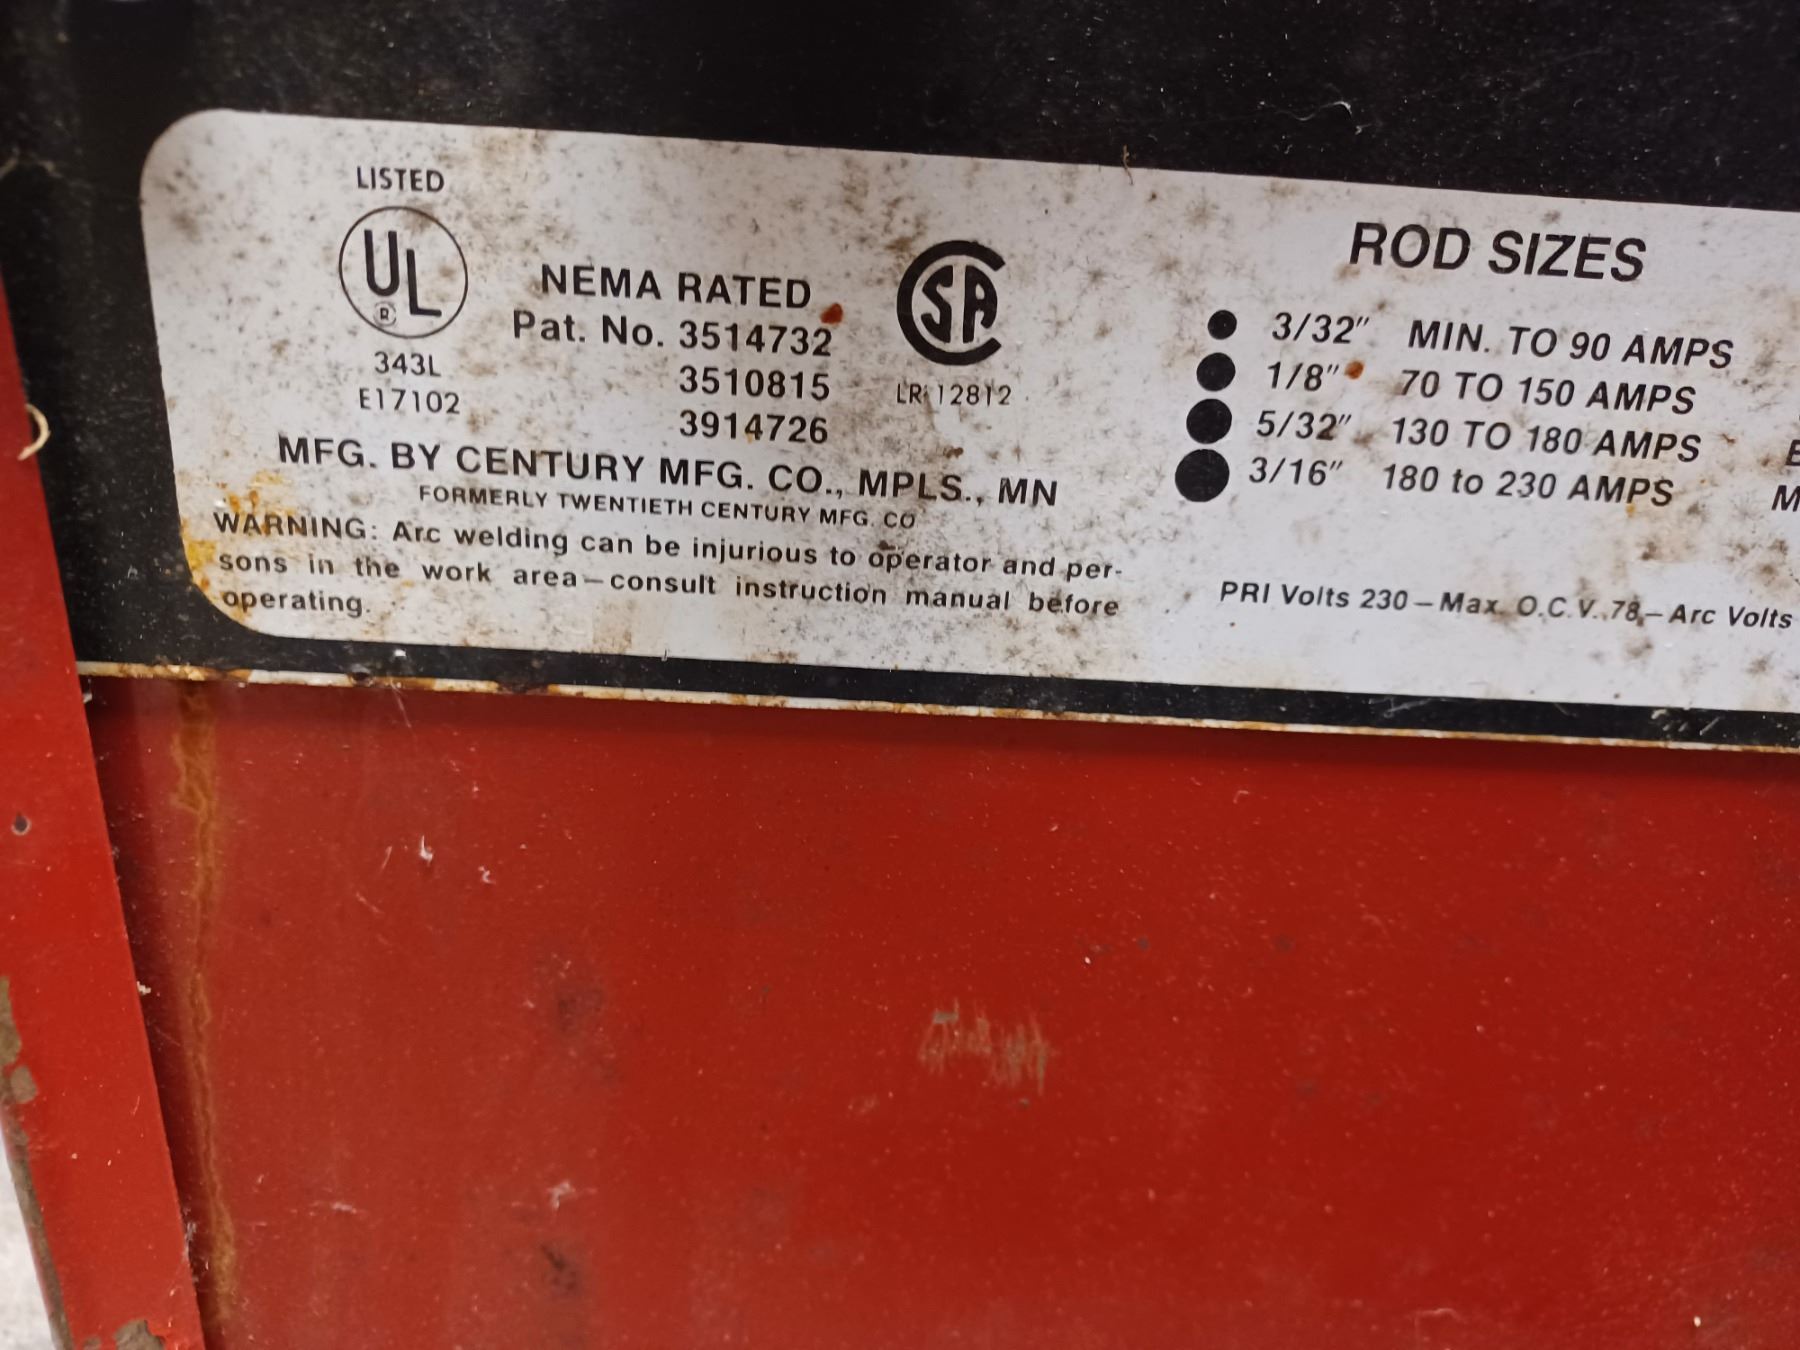 LISTED
UL
R
343L
E17102
NEMA RATED
Pat. No. 3514732
3510815
3914726
SA
LR 12812
MFG. BY CENTURY MFG. CO., MPLS., MN
FORMERLY TWENTIETH CENTURY MFG. CO
WARNING: Arc welding can be injurious to operator and per-
sons in the work area—consult instruction manual before
operating.
ROD SIZES
3/32" MIN. TO 90 AMPS
1/8" 70 TO 150 AMPS
5/32" 130 TO 180 AMPS
3/16" 180 to 230 AMPS
PRI Volts 230—Max. O.C.V. 78—Arc Volts